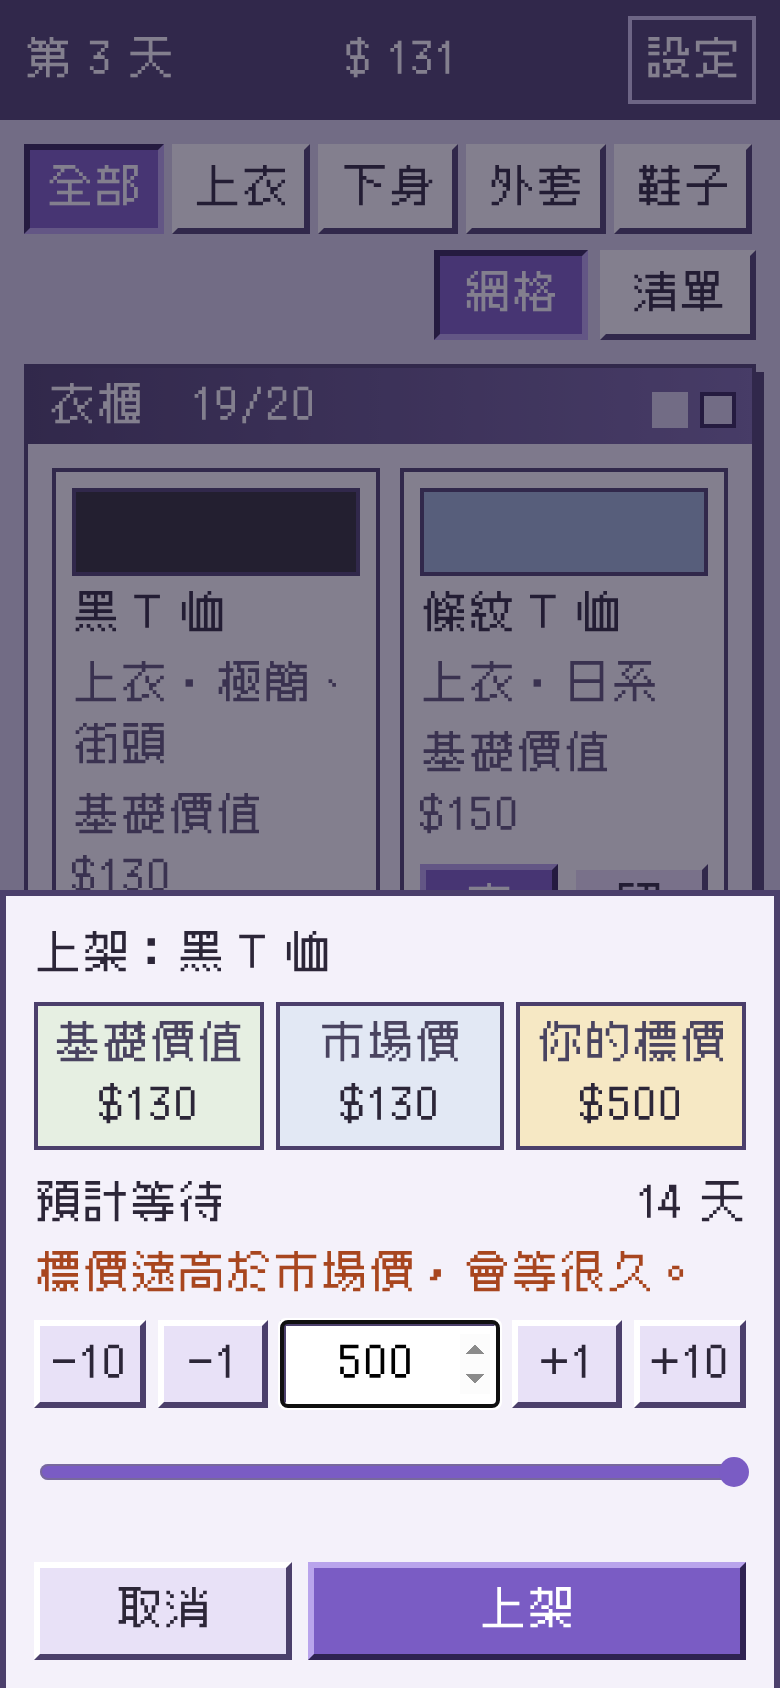 第 3 天
$ 131
設定
全部
上衣
下身
外套
鞋子
網格
清單
衣櫃 19/20
黑 T 恤
上衣・極簡、
街頭
基礎價值
$130
條紋 T 恤
上衣・日系
基礎價值
$150
上架：黑 T 恤
基礎價值
$130
市場價
$130
你的標價
$500
預計等待
14 天
標價遠高於市場價，會等很久。
−10
−1
500
+1
+10
取消
上架